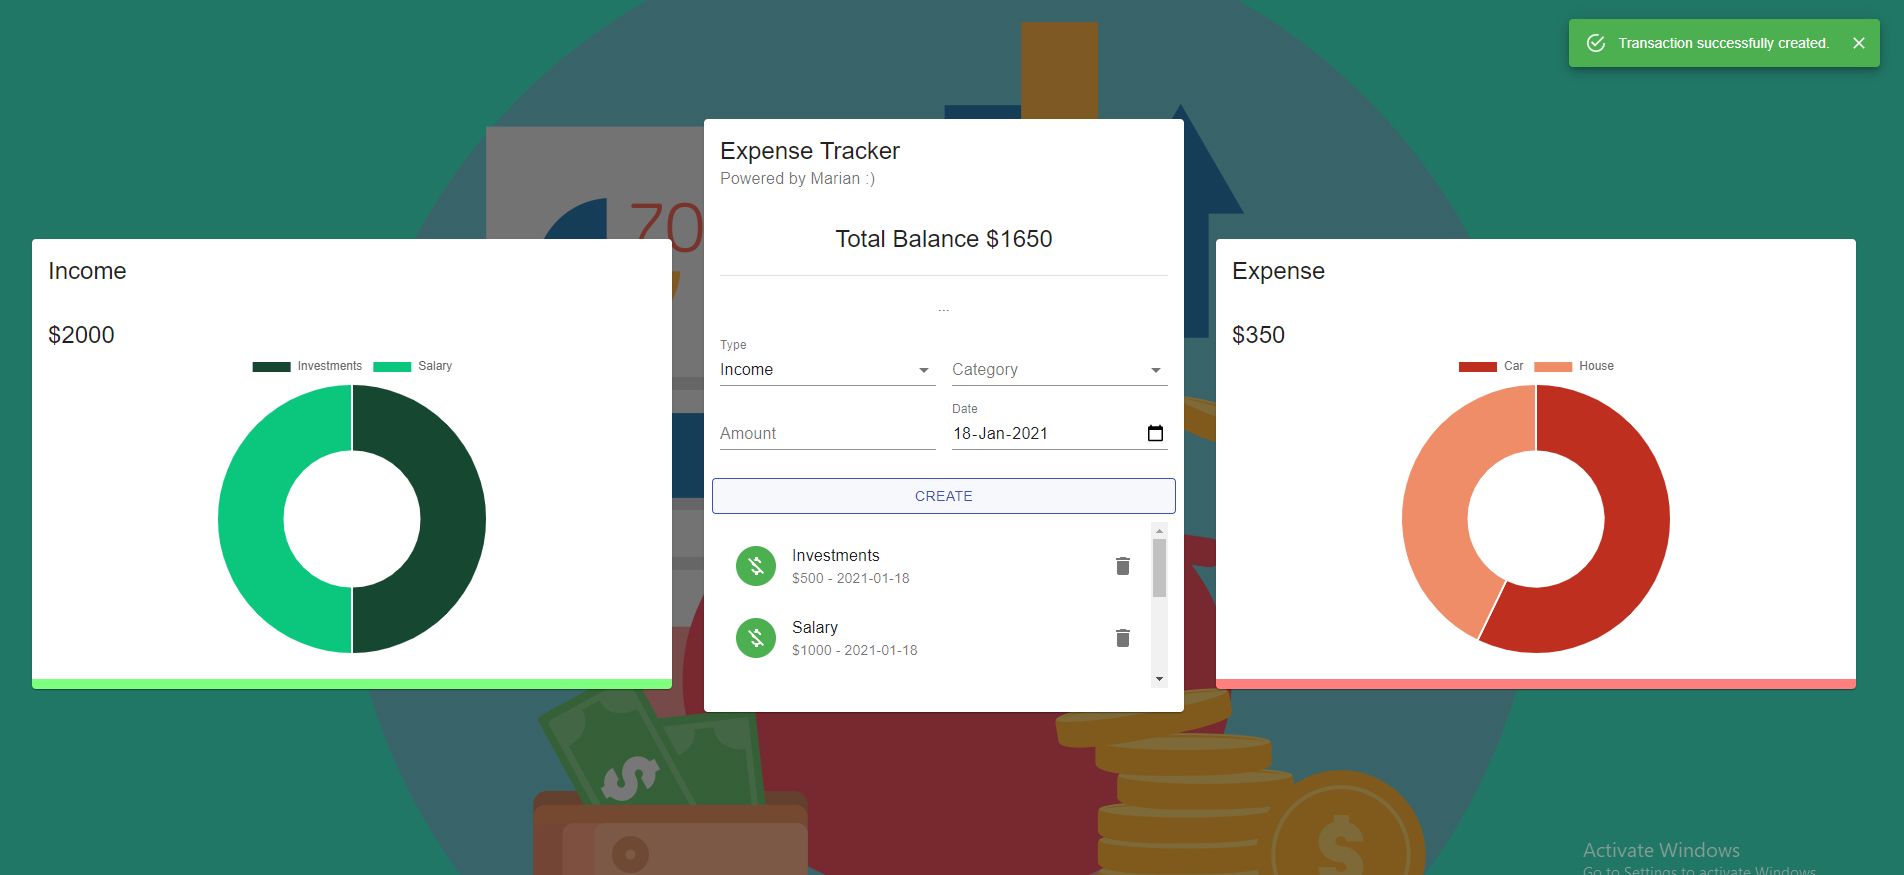 Transaction successfully created.
70
Expense Tracker
Powered by Marian :)
Total Balance $1650
...
Type
Income
Category
Amount
Date
18-Jan-2021
CREATE
Investments
$500 - 2021-01-18
Salary
$1000 - 2021-01-18
Income
$2000
Investments Salary
Expense
$350
Car House
$
$
Activate Windows
Go to Settings to activate Windows.